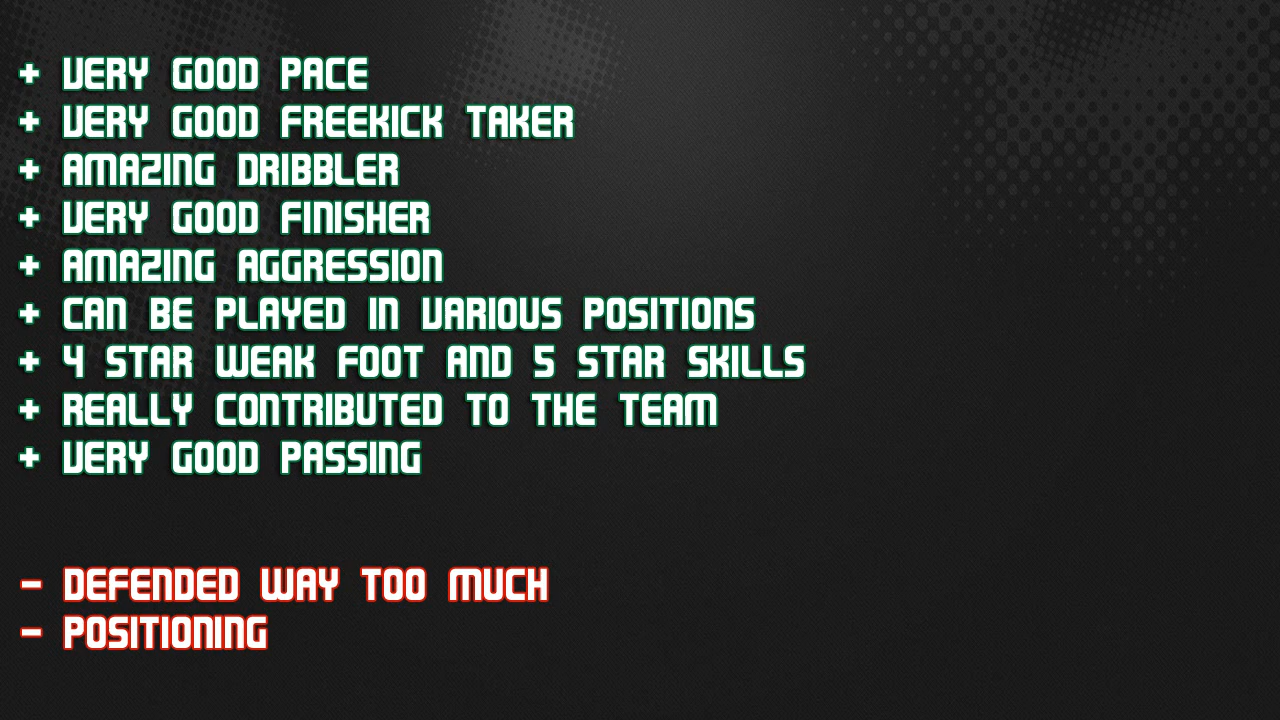 + VERY GOOD PACE
+ VERY GOOD FREEKICK TAKER
+ AMAZING DRIBBLER
+ VERY GOOD FINISHER
+ AMAZING AGGRESSION
+ CAN BE PLAYED IN VARIOUS POSITIONS
+ 4 STAR WEAK FOOT AND 5 STAR SKILLS
+ REALLY CONTRIBUTED TO THE TEAM
+ VERY GOOD PASSING
- DEFENDED WAY TOO MUCH
- POSITIONING